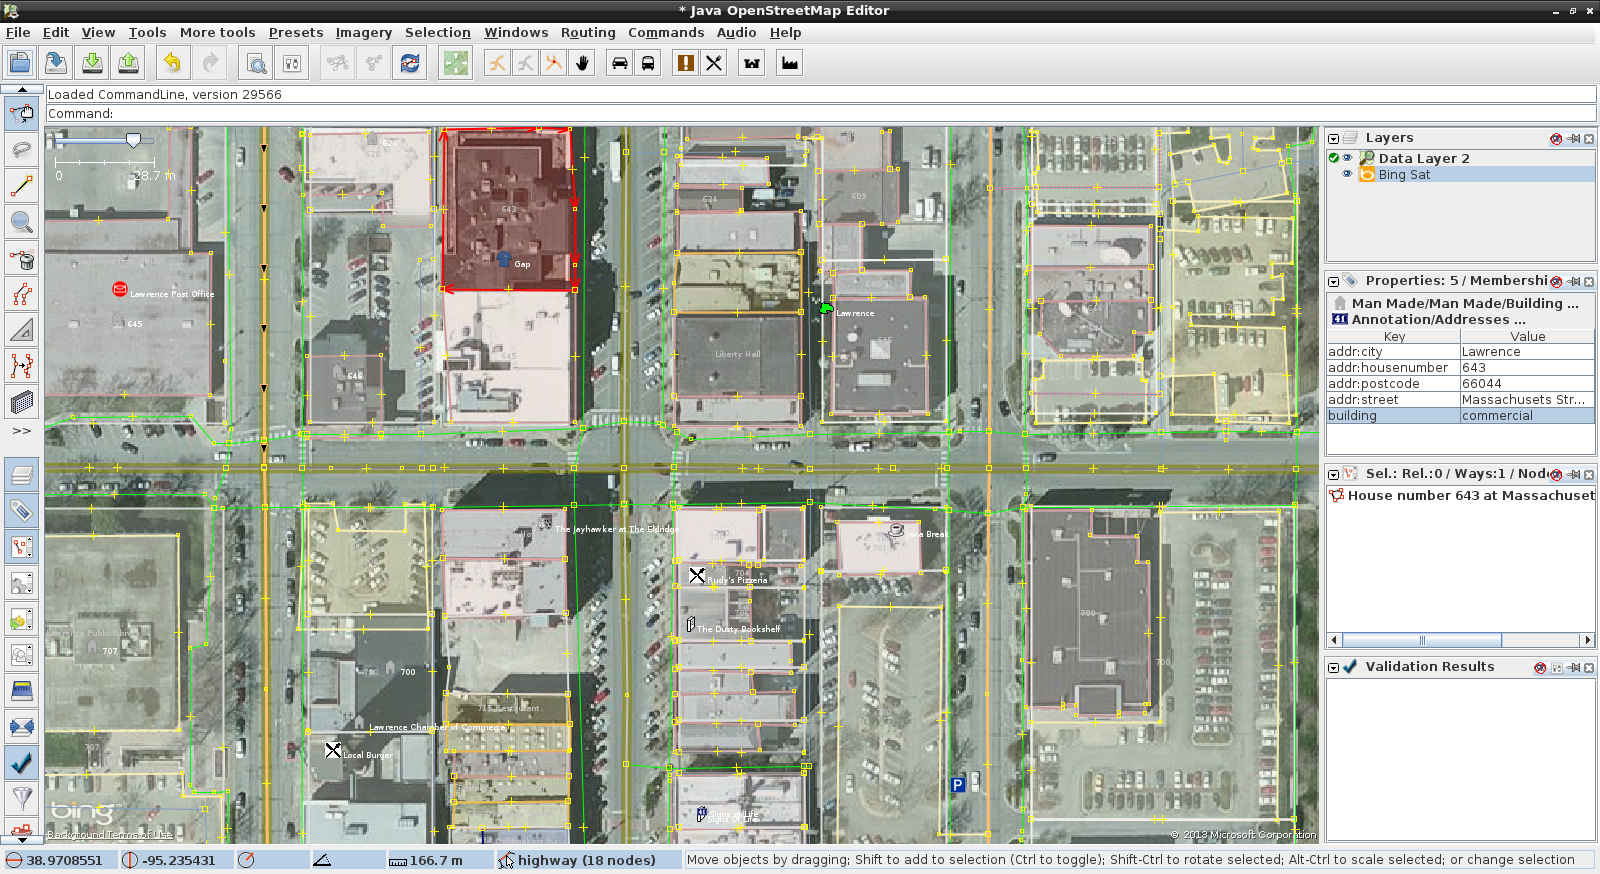 * Java OpenStreetMap Editor
File Edit View Tools More tools Presets Imagery Selection Windows Routing Commands Audio Help
Loaded CommandLine, version 29566
Command:
0 28.7 m
643
Gap
Lawrence Post Office
645
645
646
634
Liberty Hall
Lawrence
The Jayhawker at The Eldridge
Rudy's Pizzeria
The Dusty Bookshelf
Break
707
700
700
700
Lawrence Chamber of Commerce
Local Burger
707
P
bing
Background Terms of Use
© 2013 Microsoft Corporation
Layers
Data Layer 2
Bing Sat
Properties: 5 / Membershi
Man Made/Man Made/Building ...
Annotation/Addresses ...
Key Value
addr:city Lawrence
addr:housenumber 643
addr:postcode 66044
addr:street Massachusets Str...
building commercial
Sel.: Rel.:0 / Ways:1 / Nod
House number 643 at Massachuset
Validation Results
>>
38.9708551 -95.235431 166.7 m highway (18 nodes) Move objects by dragging; Shift to add to selection (Ctrl to toggle); Shift-Ctrl to rotate selected; Alt-Ctrl to scale selected; or change selection